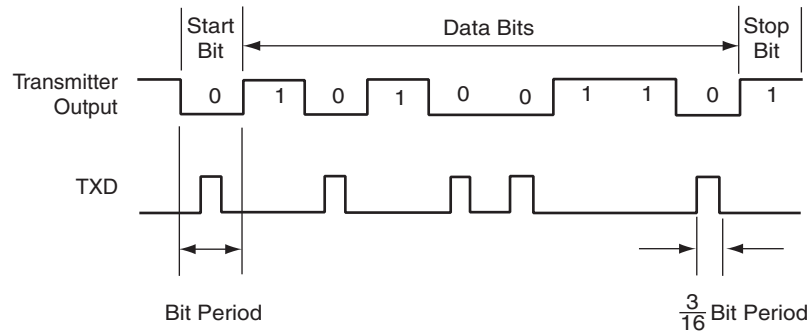 Start Bit
Data Bits
Stop Bit
Transmitter Output
0 1 0 1 0 0 1 1 0 1
TXD
Bit Period
3/16 Bit Period